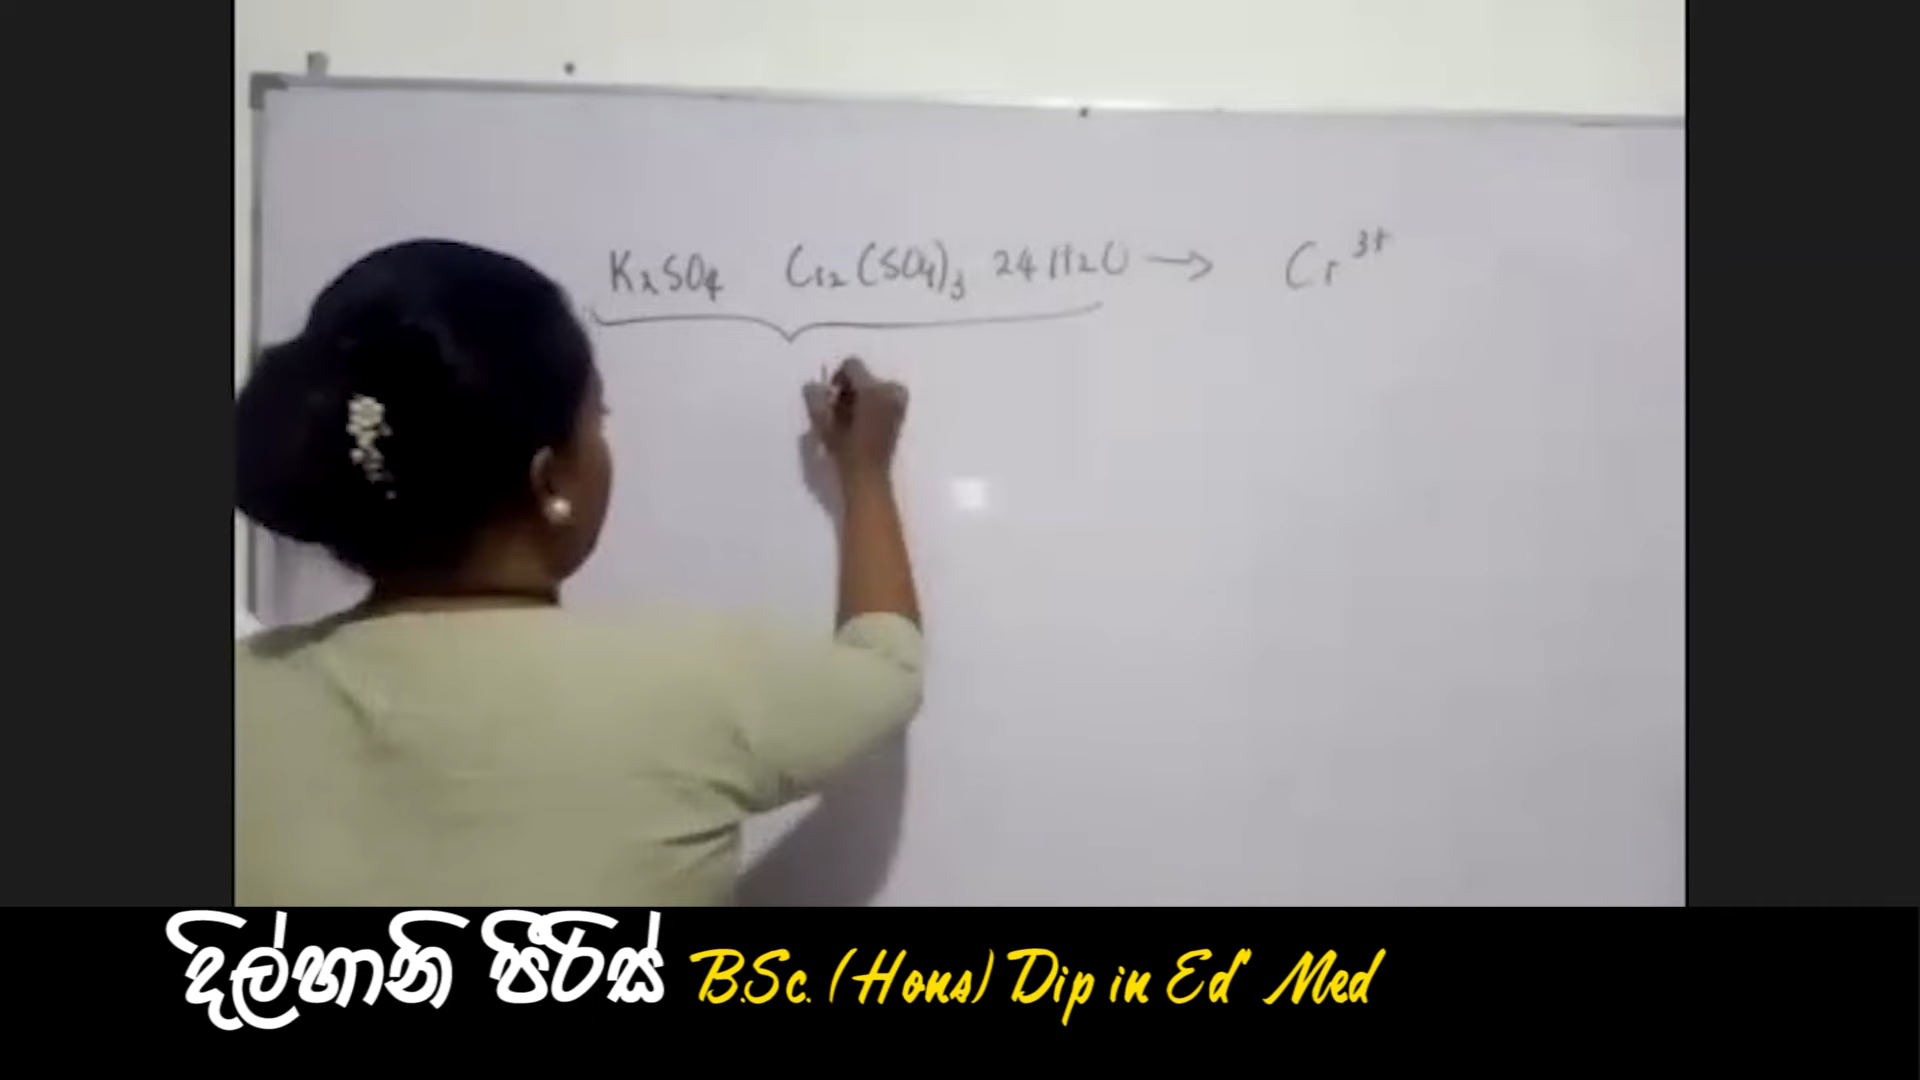 K₂SO₄ Cr₂(SO₄)₃ 24H₂O → Cr³⁺
දිල්හානි පීරිස් B.Sc. (Hons) Dip in Ed Med